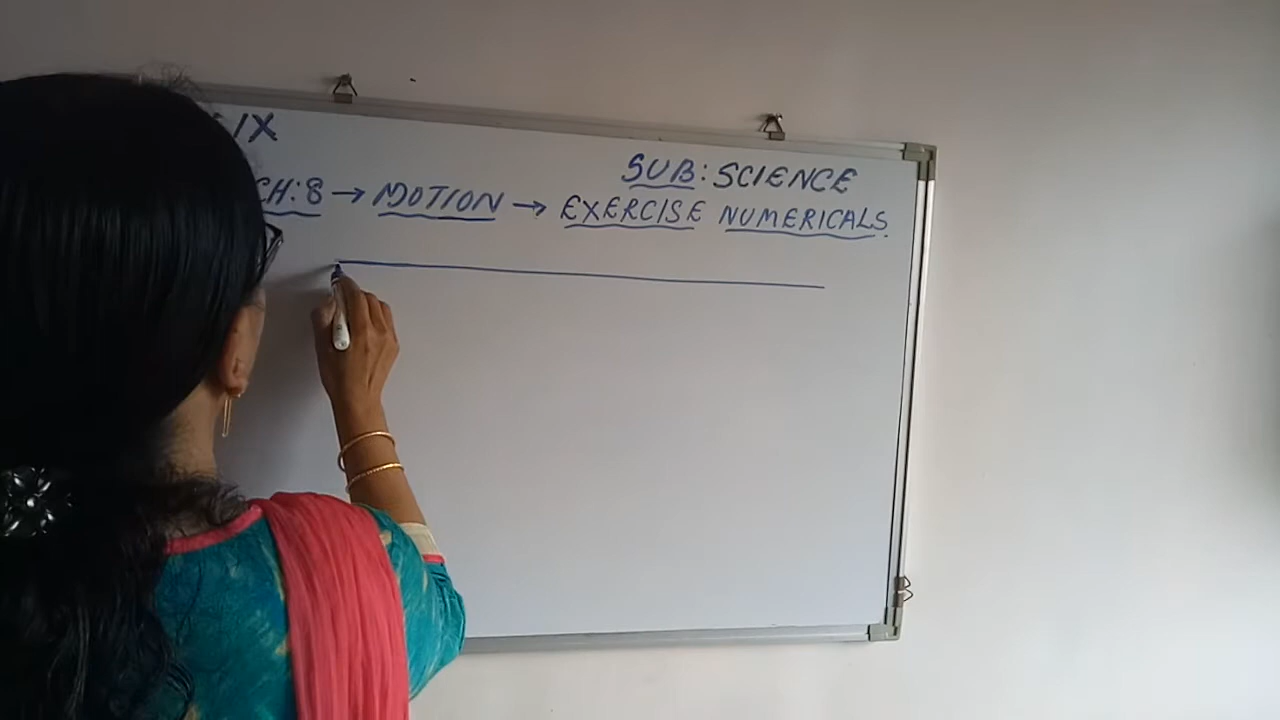 IX
SUB: SCIENCE
CH: 8 → MOTION → EXERCISE NUMERICALS.